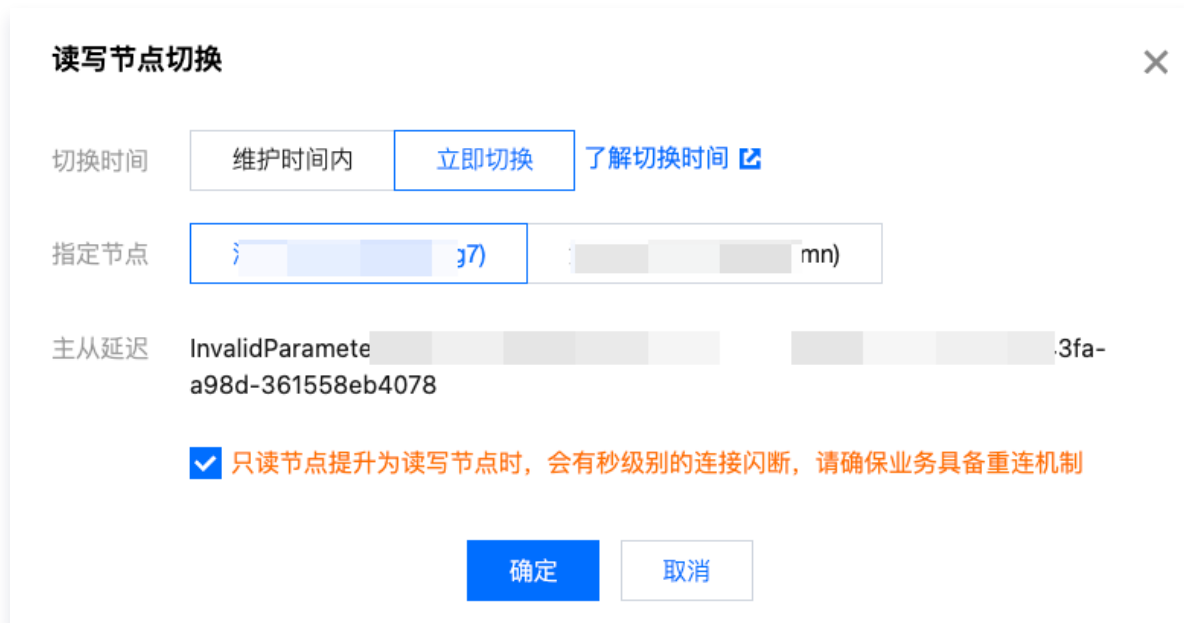 读写节点切换
切换时间 维护时间内 立即切换 了解切换时间
指定节点 g7) mn)
主从延迟 InvalidParamete 3fa-
a98d-361558eb4078
只读节点提升为读写节点时，会有秒级别的连接闪断，请确保业务具备重连机制
确定 取消